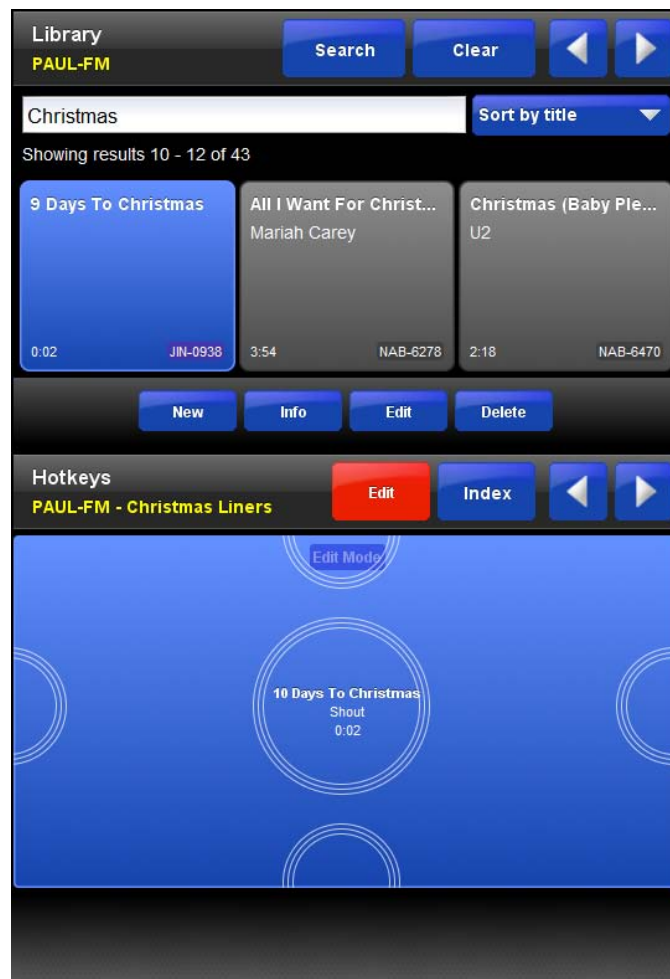 Library
PAUL-FM
Search
Clear
Christmas
Sort by title
Showing results 10 - 12 of 43
9 Days To Christmas
0:02
JIN-0938
All I Want For Christ...
Mariah Carey
3:54
NAB-6278
Christmas (Baby Ple...
U2
2:18
NAB-6470
New
Info
Edit
Delete
Hotkeys
PAUL-FM - Christmas Liners
Edit
Index
Edit Mode
10 Days To Christmas
Shout
0:02